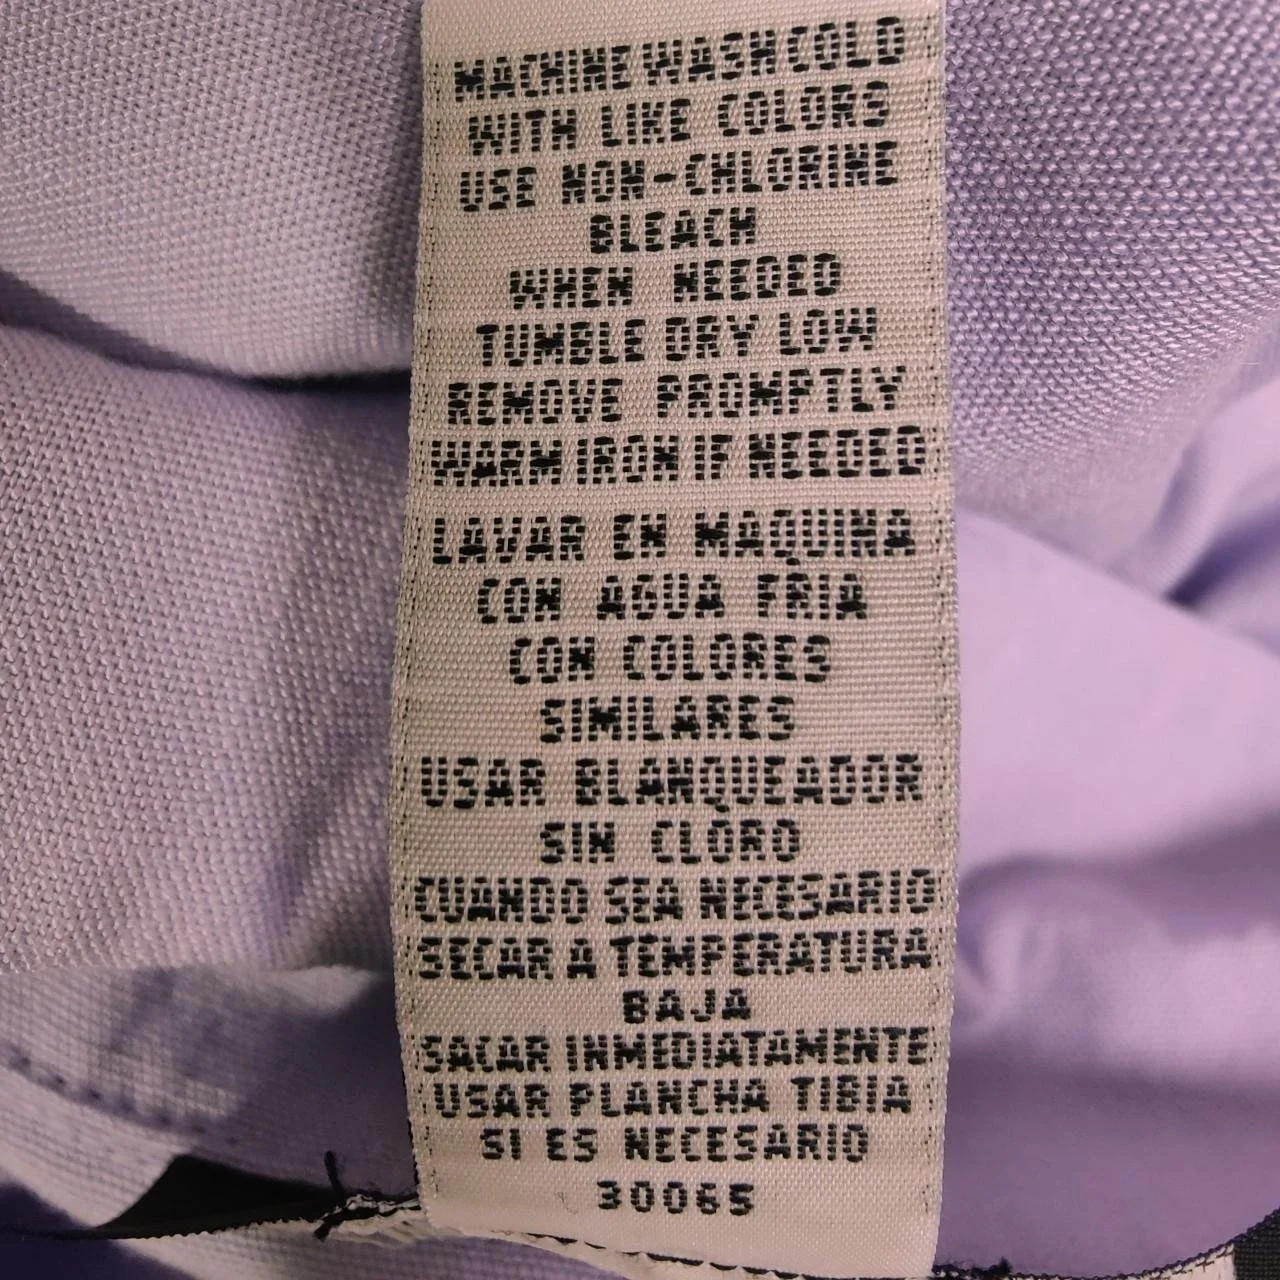 MACHINE WASH COLD
WITH LIKE COLORS
USE NON-CHLORINE
BLEACH
WHEN NEEDED
TUMBLE DRY LOW
REMOVE PROMPTLY
WARM IRON IF NEEDED
LAVAR EN MAQUINA
CON AGUA FRIA
CON COLORES
SIMILARES
USAR BLANQUEADOR
SIN CLORO
CUANDO SEA NECESARIO
SECAR A TEMPERATURA
BAJA
SACAR INMEDIATAMENTE
USAR PLANCHA TIBIA
SI ES NECESARIO
30065